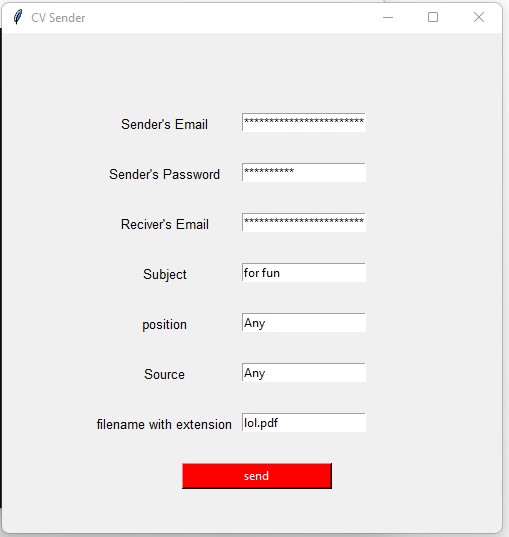 CV Sender
Sender's Email ************************
Sender's Password **********
Reciver's Email ************************
Subject for fun
position Any
Source Any
filename with extension lol.pdf
send